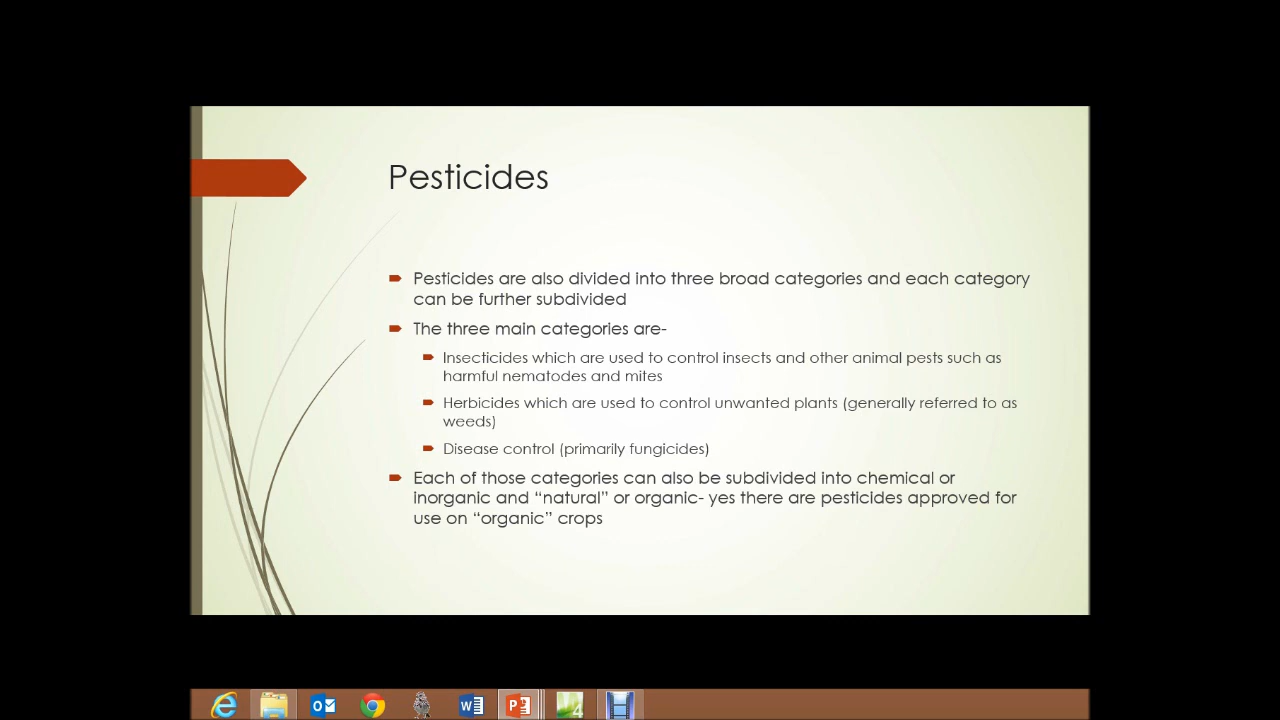 Pesticides
Pesticides are also divided into three broad categories and each category
can be further subdivided
The three main categories are-
Insecticides which are used to control insects and other animal pests such as
harmful nematodes and mites
Herbicides which are used to control unwanted plants (generally referred to as
weeds)
Disease control (primarily fungicides)
Each of those categories can also be subdivided into chemical or
inorganic and “natural” or organic- yes there are pesticides approved for
use on “organic” crops